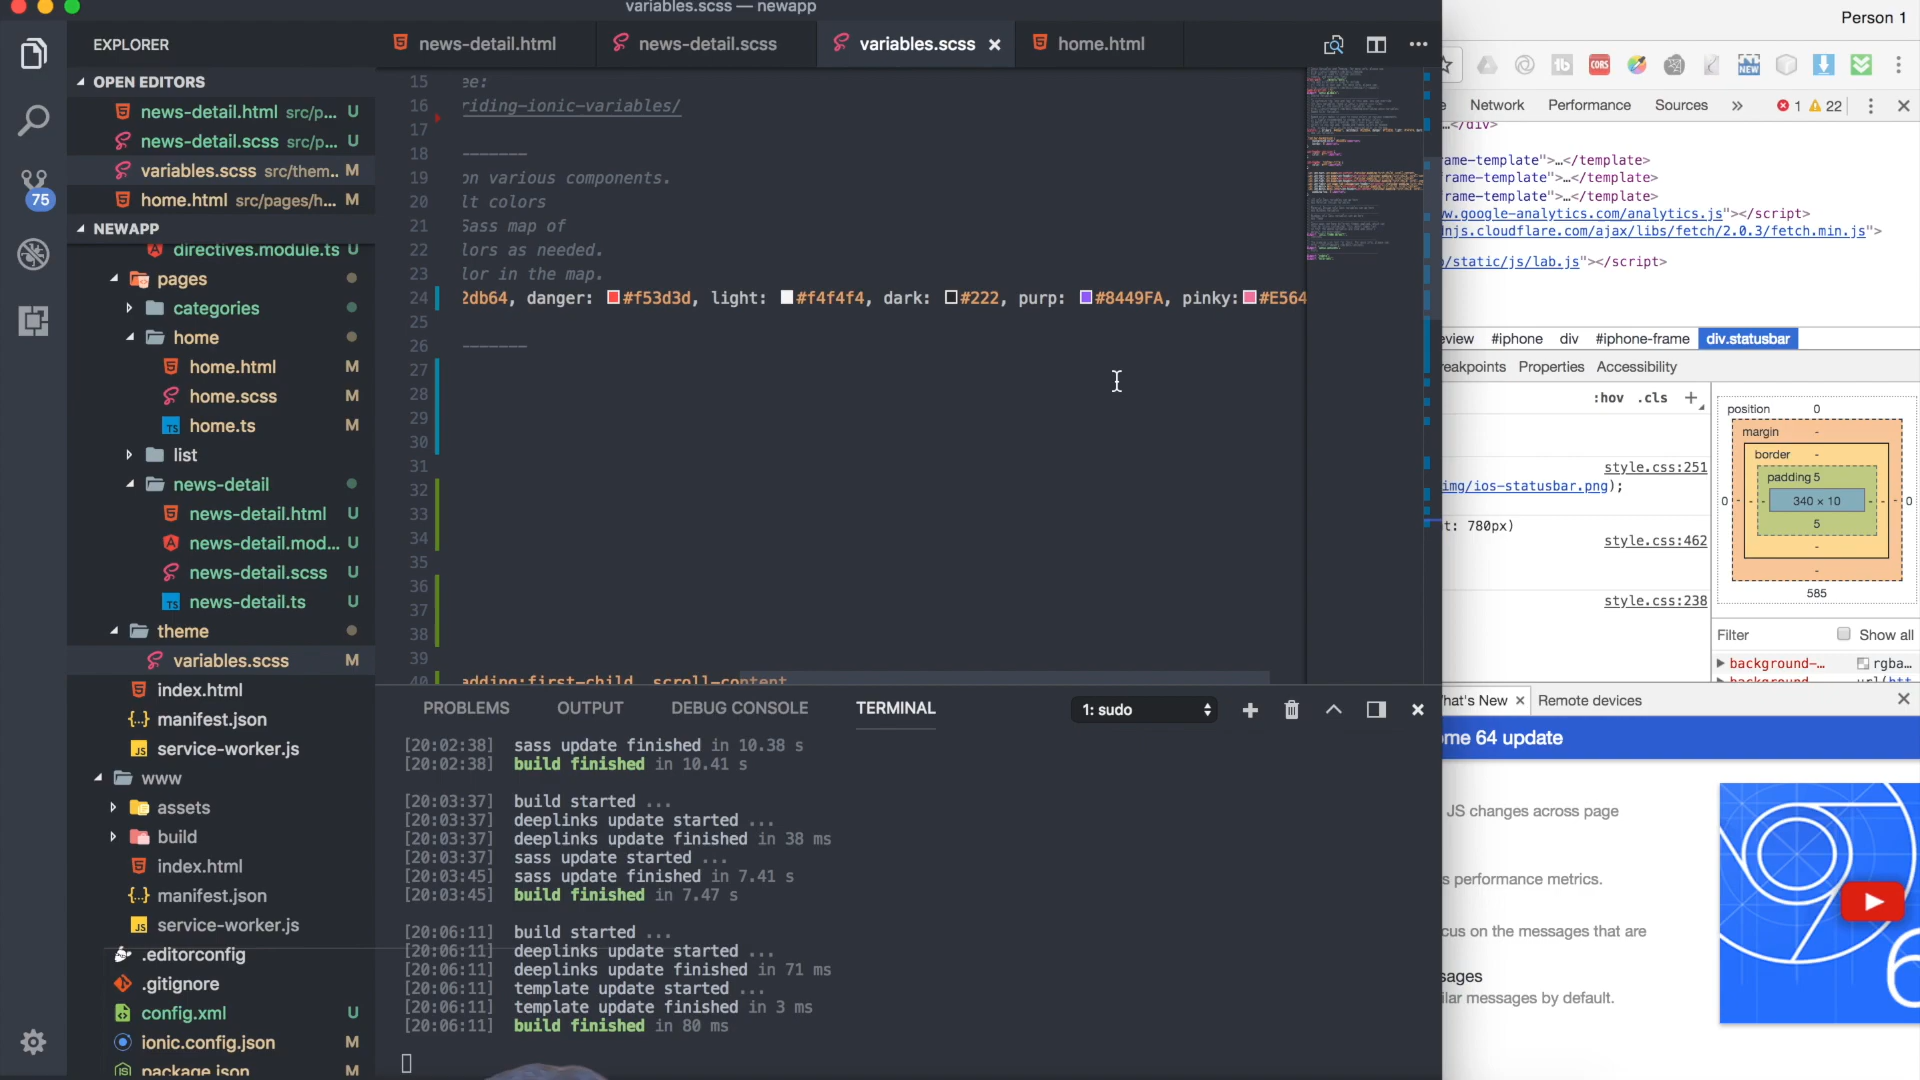 variables.scss — newapp
Person 1
EXPLORER
news-detail.html
news-detail.scss
variables.scss
home.html
OPEN EDITORS
news-detail.html src/p... U
news-detail.scss src/p... U
variables.scss src/them.. M
home.html src/pages/h... M
75
NEWAPP
directives.module.ts U
pages
categories
home
home.html M
home.scss M
home.ts M
list
news-detail
news-detail.html U
news-detail.mod... U
news-detail.scss U
news-detail.ts U
theme
variables.scss M
index.html
manifest.json
service-worker.js
www
assets
build
index.html
manifest.json
service-worker.js
.editorconfig
.gitignore
config.xml U
ionic.config.json M
package.json M
15 ee:
16 riding-ionic-variables/
17
18 -------
19 on various components.
20 lt colors
21 Sass map of
22 lors as needed.
23 lor in the map.
24 2db64, danger: #f53d3d, light: #f4f4f4, dark: #222, purp: #8449FA, pinky: #E564
25
26 -------
27
28
29
30
31
32
33
34
35
36
37
38
39
40 adding:first-child .scroll-content
PROBLEMS OUTPUT DEBUG CONSOLE TERMINAL 1: sudo
[20:02:38] sass update finished in 10.38 s
[20:02:38] build finished in 10.41 s
[20:03:37] build started ...
[20:03:37] deeplinks update started ...
[20:03:37] deeplinks update finished in 38 ms
[20:03:37] sass update started ...
[20:03:45] sass update finished in 7.41 s
[20:03:45] build finished in 7.47 s
[20:06:11] build started ...
[20:06:11] deeplinks update started ...
[20:06:11] deeplinks update finished in 71 ms
[20:06:11] template update started ...
[20:06:11] template update finished in 3 ms
[20:06:11] build finished in 80 ms
CORS
NEW
Network Performance Sources » 1 22
…</div>
ame-template">…</template>
rame-template">…</template>
rame-template">…</template>
ww.google-analytics.com/analytics.js"></script>
dnjs.cloudflare.com/ajax/libs/fetch/2.0.3/fetch.min.js">
/static/js/lab.js"></script>
eview #iphone div #iphone-frame div.statusbar
reakpoints Properties Accessibility
:hov .cls +
style.css:251
img/ios-statusbar.png);
t: 780px)
style.css:462
style.css:238
position 0
margin -
border -
padding 5
0 - - 340 × 10 - - 0
5
-
-
585
Filter Show all
background-… rgba…
hat's New Remote devices
me 64 update
JS changes across page
s performance metrics.
cus on the messages that are
sages
ilar messages by default.